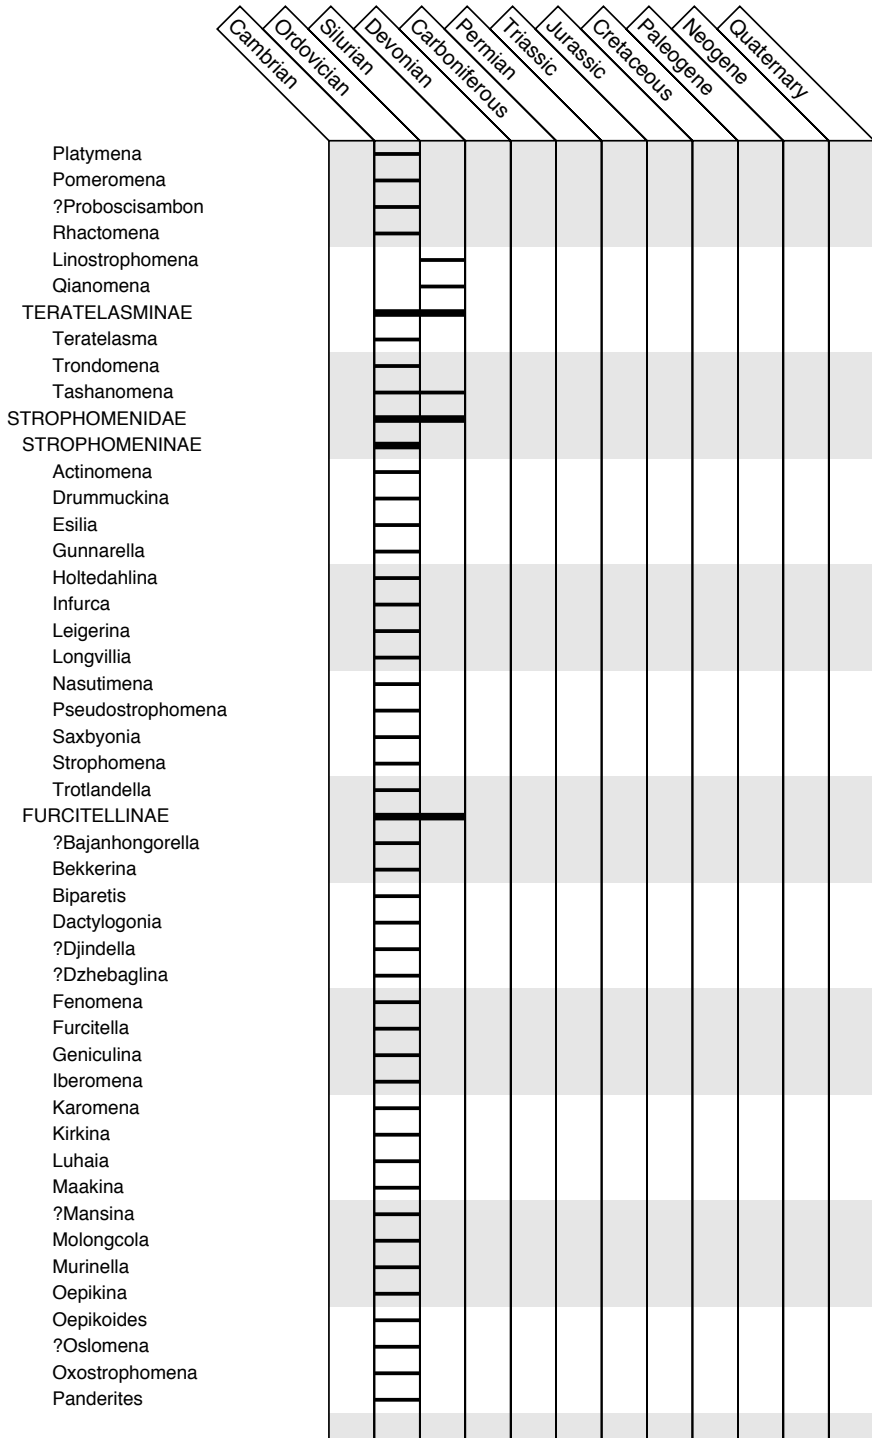 Cambrian
Ordovician
Silurian
Devonian
Carboniferous
Permian
Triassic
Jurassic
Cretaceous
Paleogene
Neogene
Quaternary
Platymena
Pomeromena
?Proboscisambon
Rhactomena
Linostrophomena
Qianomena
TERATELASMINAE
Teratelasma
Trondomena
Tashanomena
STROPHOMENIDAE
STROPHOMENINAE
Actinomena
Drummuckina
Esilia
Gunnarella
Holtedahlina
Infurca
Leigerina
Longvillia
Nasutimena
Pseudostrophomena
Saxbyonia
Strophomena
Trotlandella
FURCITELLINAE
?Bajanhongorella
Bekkerina
Biparetis
Dactylogonia
?Djindella
?Dzhebaglina
Fenomena
Furcitella
Geniculina
Iberomena
Karomena
Kirkina
Luhaia
Maakina
?Mansina
Molongcola
Murinella
Oepikina
Oepikoides
?Oslomena
Oxostrophomena
Panderites